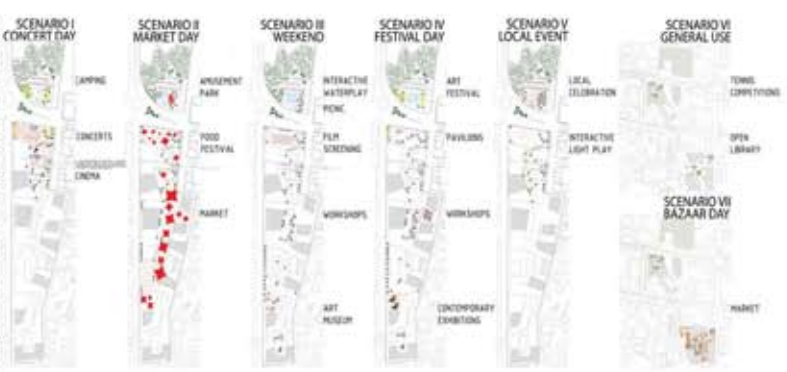 SCENARIO I
CONCERT DAY
CAMPING
CONCERTS
CINEMA
SCENARIO II
MARKET DAY
AMUSEMENT
PARK
FOOD
FESTIVAL
MARKET
SCENARIO III
WEEKEND
INTERACTIVE
WATERPLAY
PICNIC
FILM
SCREENING
WORKSHOPS
ART
MUSEUM
SCENARIO IV
FESTIVAL DAY
ART
FESTIVAL
PAVILIONS
WORKSHOPS
CONTEMPORARY
EXHIBITIONS
SCENARIO V
LOCAL EVENT
LOCAL
CELEBRATION
INTERACTIVE
LIGHT PLAY
SCENARIO VI
GENERAL USE
TENNIS
COMPETITIONS
OPEN
LIBRARY
SCENARIO VII
BAZAAR DAY
MARKET